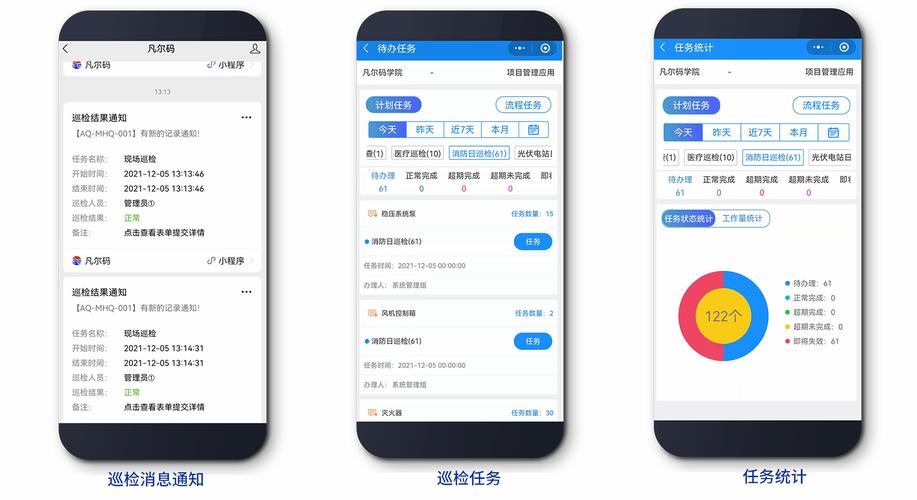 凡尔码
凡尔码
小程序
13:13
巡检结果通知
【AQ-MHQ-001】有新的记录通知!
任务名称: 现场巡检
开始时间: 2021-12-05 13:13:46
结束时间: 2021-12-05 13:13:46
巡检人员: 管理员①
巡检结果: 正常
备注: 点击查看表单提交详情
凡尔码
小程序
巡检结果通知
【AQ-MHQ-001】有新的记录通知!
任务名称: 现场巡检
开始时间: 2021-12-05 13:14:31
结束时间: 2021-12-05 13:14:31
巡检人员: 管理员①
巡检结果: 正常
备注: 点击查看表单提交详情
巡检消息通知
待办任务
凡尔码学院 - 项目管理应用
计划任务 流程任务
今天 昨天 近7天 本月
查(1) 医疗巡检(10) 消防日巡检(61) 光伏电站日
待办理 正常完成 超期完成 超期未完成 即将
61 0 0 0
稳压系统泵 任务数量: 15
消防日巡检(61) 任务
任务时间: 2021-12-05 00:00:00
办理人: 系统管理组
风机控制箱 任务数量: 2
消防日巡检(61) 任务
任务时间: 2021-12-05 00:00:00
办理人: 系统管理组
灭火器 任务数量: 30
巡检任务
任务统计
凡尔码学院 - 项目管理应用
计划任务 流程任务
今天 昨天 近7天 本月
(1) 医疗巡检(10) 消防日巡检(61) 光伏电站日
待办理 正常完成 超期完成 超期未完成 即将
61 0 0 0
任务状态统计 工作量统计
122个
待办理: 61
正常完成: 0
超期完成: 0
超期未完成: 0
即将失效: 61
任务统计